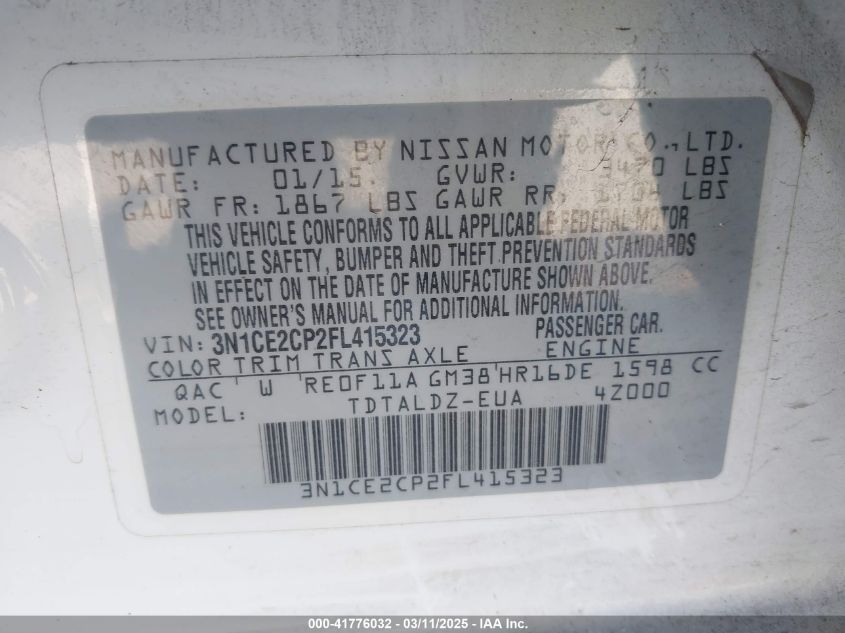 MANUFACTURED BY NISSAN MOTOR CO., LTD.
DATE: 01/15. GVWR: 3470 LBS
GAWR FR: 1867 LBS GAWR RR, 1704 LBS
THIS VEHICLE CONFORMS TO ALL APPLICABLE FEDERAL MOTOR
VEHICLE SAFETY, BUMPER AND THEFT PREVENTION STANDARDS
IN EFFECT ON THE DATE OF MANUFACTURE SHOWN ABOVE.
SEE OWNER'S MANUAL FOR ADDITIONAL INFORMATION.
VIN: 3N1CE2CP2FL415323 PASSENGER CAR.
COLOR TRIM TRANS AXLE ENGINE
QAC W RE0F11A GM38 HR16DE 1598 CC
MODEL: TDTALDZ-EUA 4Z000
3N1CE2CP2FL415323
000-41776032 - 03/11/2025 - IAA Inc.